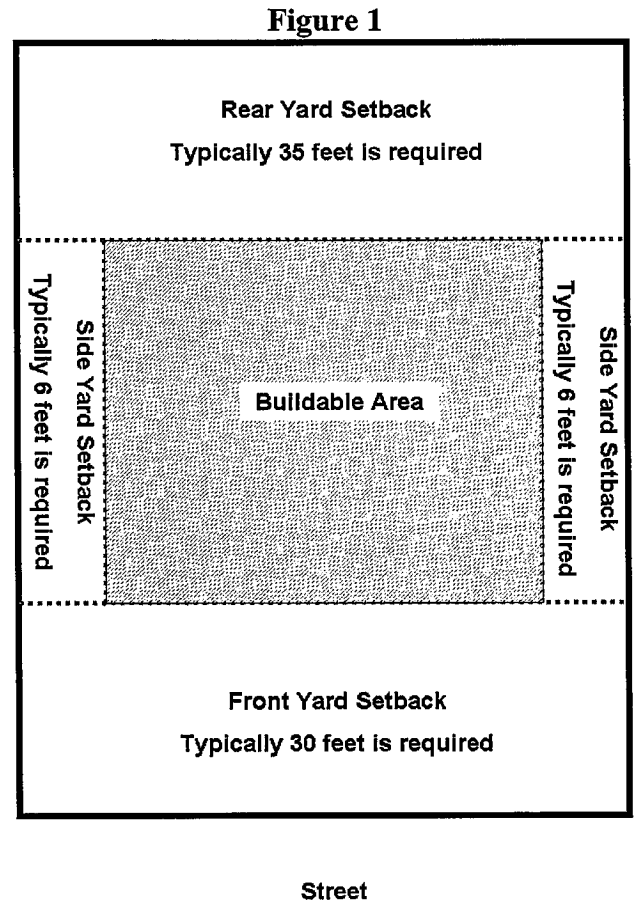 Figure 1
Rear Yard Setback
Typically 35 feet is required
Side Yard Setback
Typically 6 feet is required
Buildable Area
Side Yard Setback
Typically 6 feet is required
Front Yard Setback
Typically 30 feet is required
Street